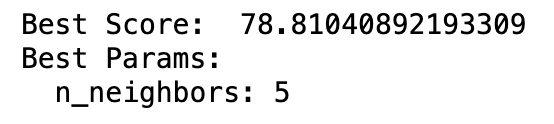 Best Score:  78.81040892193309
Best Params:
  n_neighbors: 5